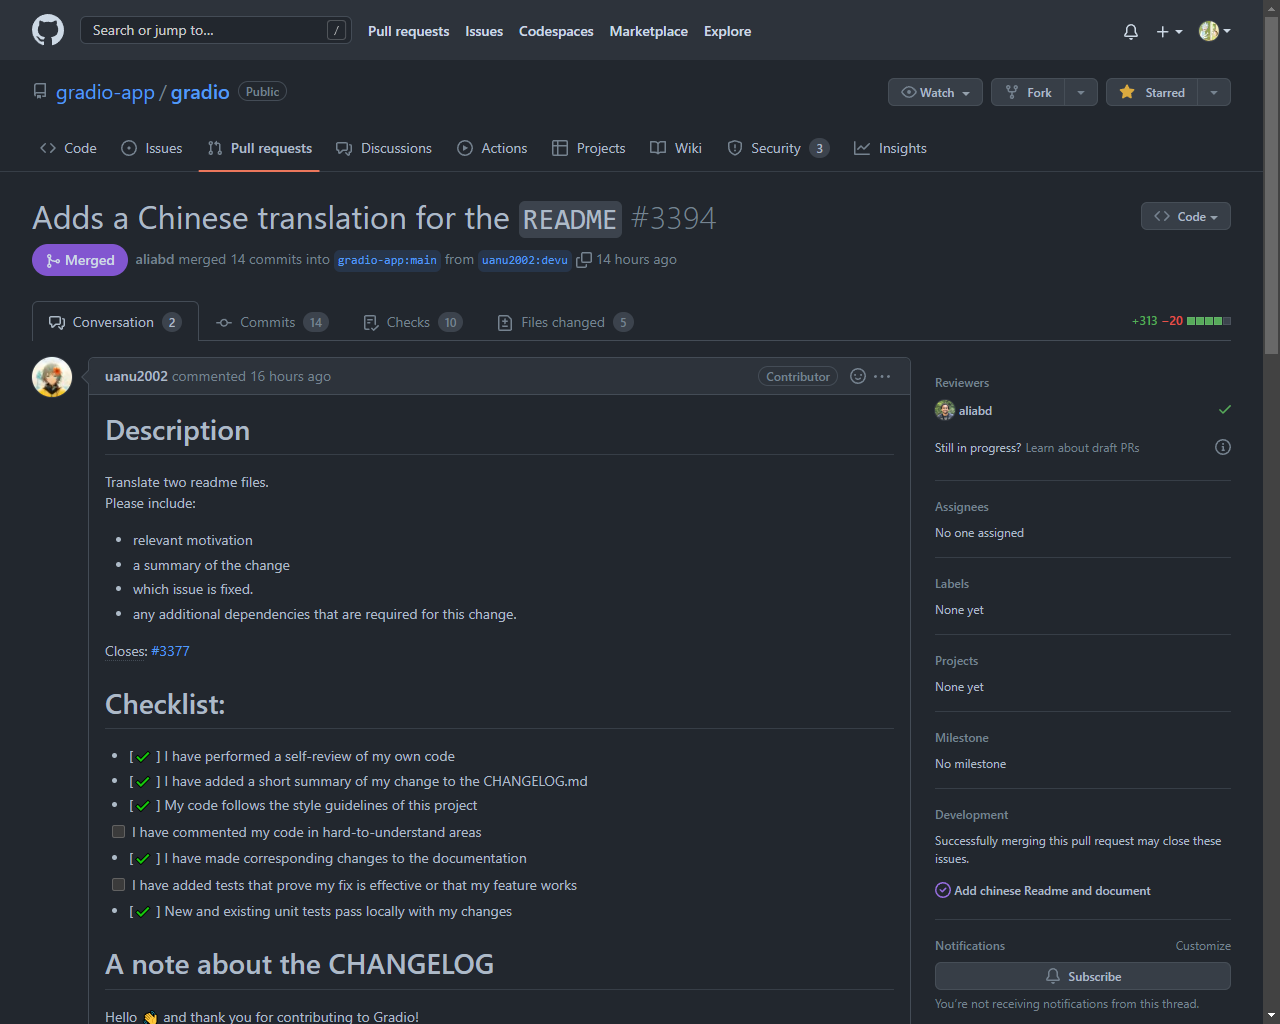 Search or jump to... /
Pull requests Issues Codespaces Marketplace Explore
gradio-app / gradio Public
Watch Fork Starred
Code Issues Pull requests Discussions Actions Projects Wiki Security 3 Insights
Adds a Chinese translation for the README #3394
Code
Merged aliabd merged 14 commits into gradio-app:main from uanu2002:devu 14 hours ago
Conversation 2 Commits 14 Checks 10 Files changed 5
+313 −20
uanu2002 commented 16 hours ago
Contributor
Description
Translate two readme files.
Please include:
relevant motivation
a summary of the change
which issue is fixed.
any additional dependencies that are required for this change.
Closes: #3377
Checklist:
[✓ ] I have performed a self-review of my own code
[✓ ] I have added a short summary of my change to the CHANGELOG.md
[✓ ] My code follows the style guidelines of this project
I have commented my code in hard-to-understand areas
[✓ ] I have made corresponding changes to the documentation
I have added tests that prove my fix is effective or that my feature works
[✓ ] New and existing unit tests pass locally with my changes
A note about the CHANGELOG
Hello 👋 and thank you for contributing to Gradio!
Reviewers
aliabd
Still in progress? Learn about draft PRs
Assignees
No one assigned
Labels
None yet
Projects
None yet
Milestone
No milestone
Development
Successfully merging this pull request may close these
issues.
Add chinese Readme and document
Notifications Customize
Subscribe
You're not receiving notifications from this thread.